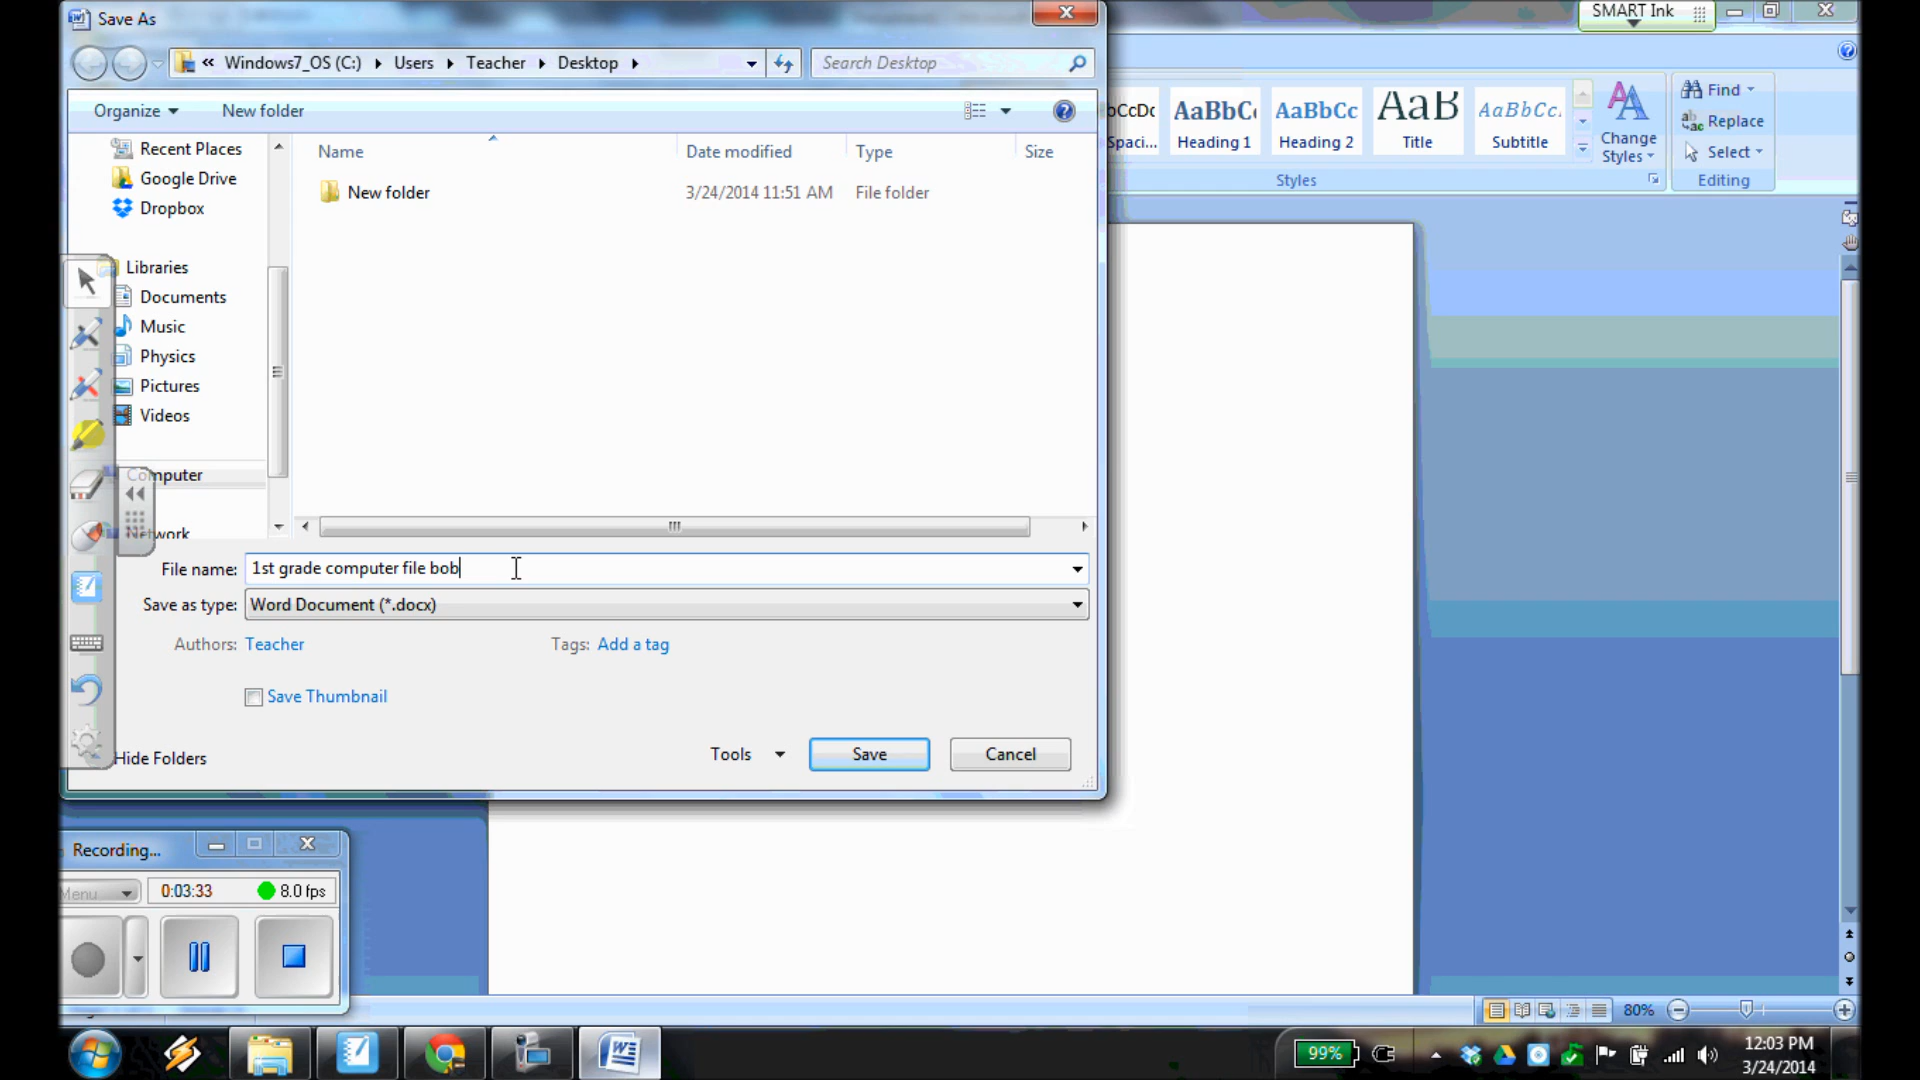 Save As
SMART Ink
« Windows7_OS (C:) Users Teacher Desktop
Search Desktop
Organize
New folder
Recent Places
Google Drive
Dropbox
Libraries
Documents
Music
Physics
Pictures
Videos
Computer
Network
Name
Date modified
Type
Size
New folder
3/24/2014 11:51 AM
File folder
File name: 1st grade computer file bob
Save as type: Word Document (*.docx)
Authors: Teacher
Tags: Add a tag
Save Thumbnail
Hide Folders
Tools
Save
Cancel
bCcDc AaBbC AaBbCc AaB AaBbCc.
Spaci... Heading 1 Heading 2 Title Subtitle
Change
Styles
Find
Replace
Select
Styles
Editing
Recording...
Menu
0:03:33
8.0 fps
80%
99%
12:03 PM
3/24/2014